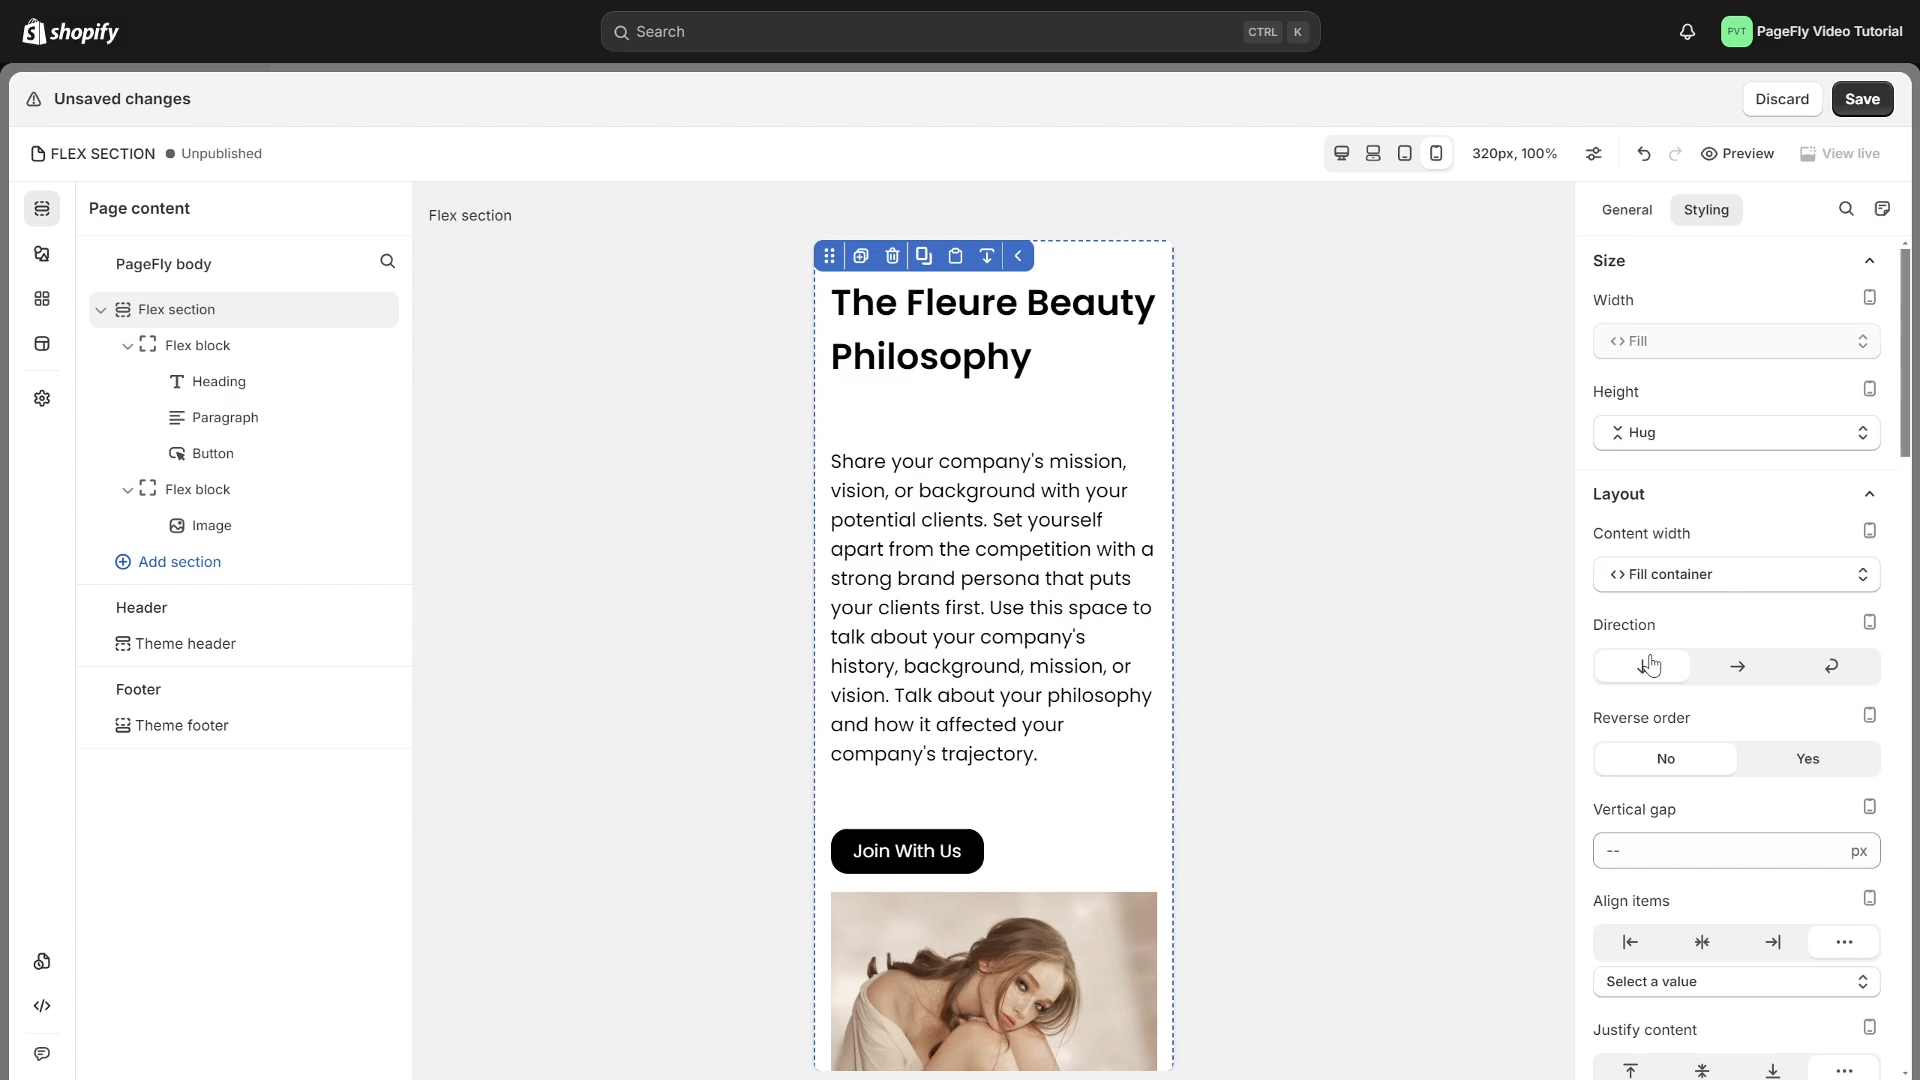 shopify
Search
CTRL K
PVT
PageFly Video Tutorial
Unsaved changes
Discard
Save
FLEX SECTION
Unpublished
320px, 100%
Preview
View live
Page content
PageFly body
Flex section
Flex block
Heading
Paragraph
Button
Flex block
Image
Add section
Header
Theme header
Footer
Theme footer
Flex section
The Fleure Beauty
Philosophy
Share your company's mission,
vision, or background with your
potential clients. Set yourself
apart from the competition with a
strong brand persona that puts
your clients first. Use this space to
talk about your company's
history, background, mission, or
vision. Talk about your philosophy
and how it affected your
company's trajectory.
Join With Us
General
Styling
Size
Width
Fill
Height
Hug
Layout
Content width
Fill container
Direction
Reverse order
No
Yes
Vertical gap
-- px
Align items
Select a value
Justify content